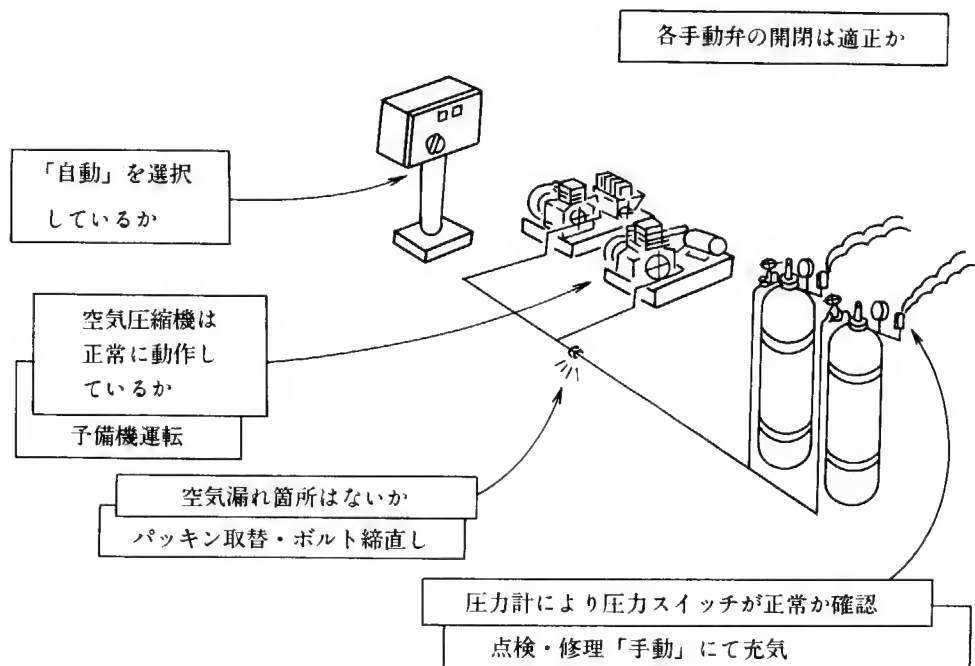 各手動弁の開閉は適正か
「自動」を選択
しているか
空気圧縮機は
正常に動作し
ているか
予備機運転
空気漏れ箇所はないか
パッキン取替・ボルト締直し
圧力計により圧力スイッチが正常か確認
点検・修理「手動」にて充気